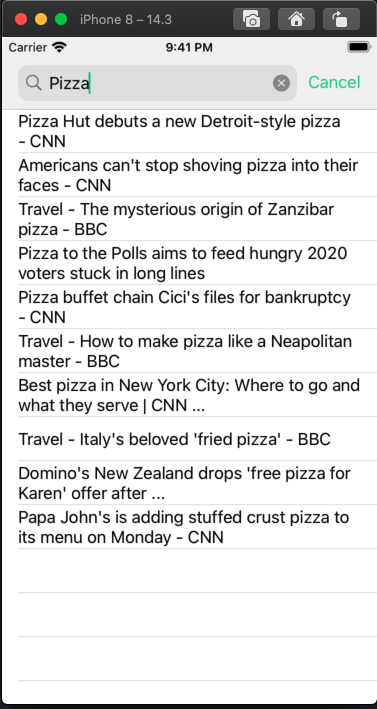 iPhone 8 – 14.3
Carrier 9:41 PM
Pizza Cancel
Pizza Hut debuts a new Detroit-style pizza
- CNN
Americans can't stop shoving pizza into their
faces - CNN
Travel - The mysterious origin of Zanzibar
pizza - BBC
Pizza to the Polls aims to feed hungry 2020
voters stuck in long lines
Pizza buffet chain Cici's files for bankruptcy
- CNN
Travel - How to make pizza like a Neapolitan
master - BBC
Best pizza in New York City: Where to go and
what they serve | CNN ...
Travel - Italy's beloved 'fried pizza' - BBC
Domino's New Zealand drops 'free pizza for
Karen' offer after ...
Papa John's is adding stuffed crust pizza to
its menu on Monday - CNN